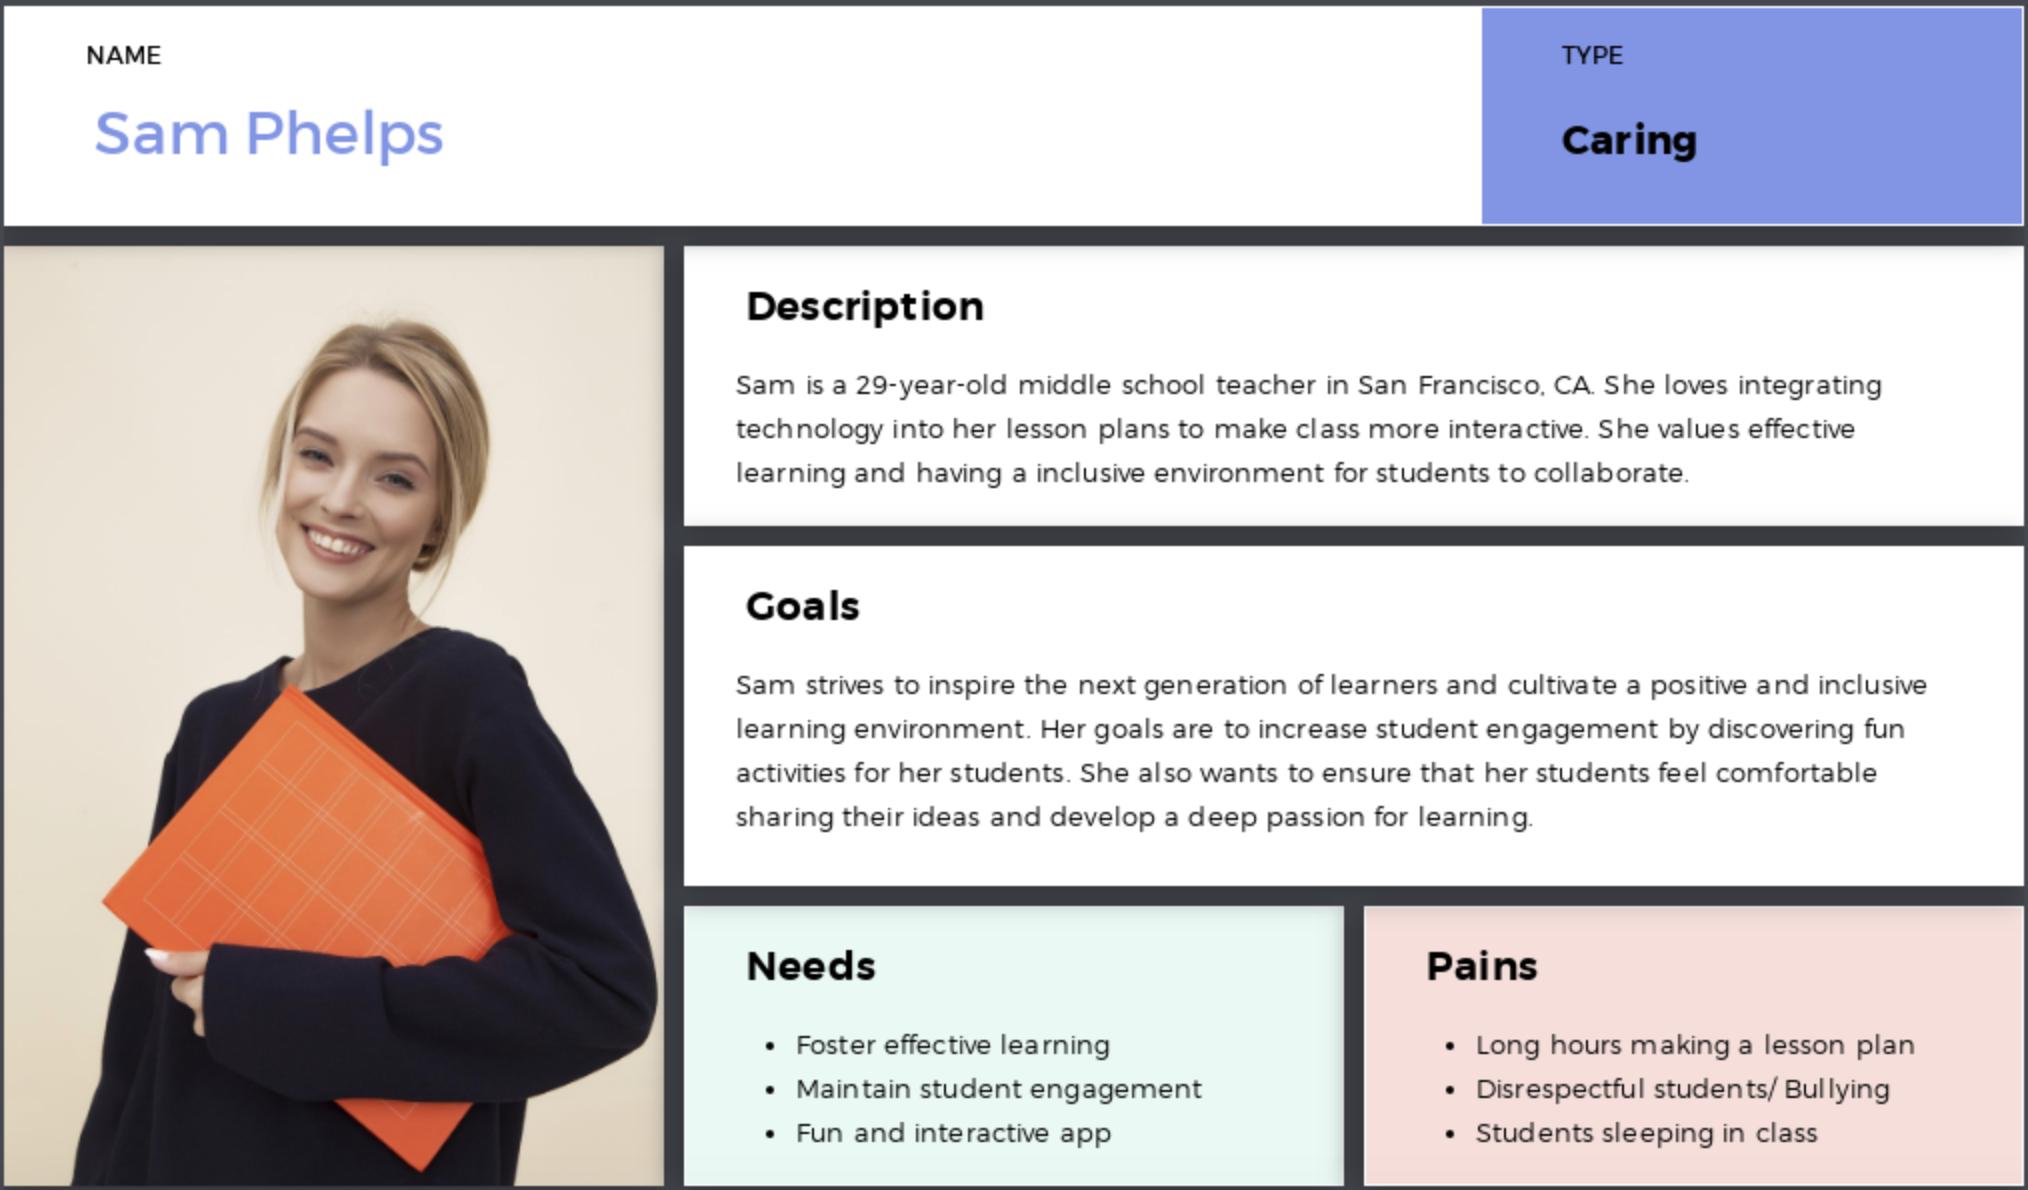 NAME
Sam Phelps
TYPE
Caring
Description
Sam is a 29-year-old middle school teacher in San Francisco, CA. She loves integrating
technology into her lesson plans to make class more interactive. She values effective
learning and having a inclusive environment for students to collaborate.
Goals
Sam strives to inspire the next generation of learners and cultivate a positive and inclusive
learning environment. Her goals are to increase student engagement by discovering fun
activities for her students. She also wants to ensure that her students feel comfortable
sharing their ideas and develop a deep passion for learning.
Needs
• Foster effective learning
• Maintain student engagement
• Fun and interactive app
Pains
• Long hours making a lesson plan
• Disrespectful students/ Bullying
• Students sleeping in class